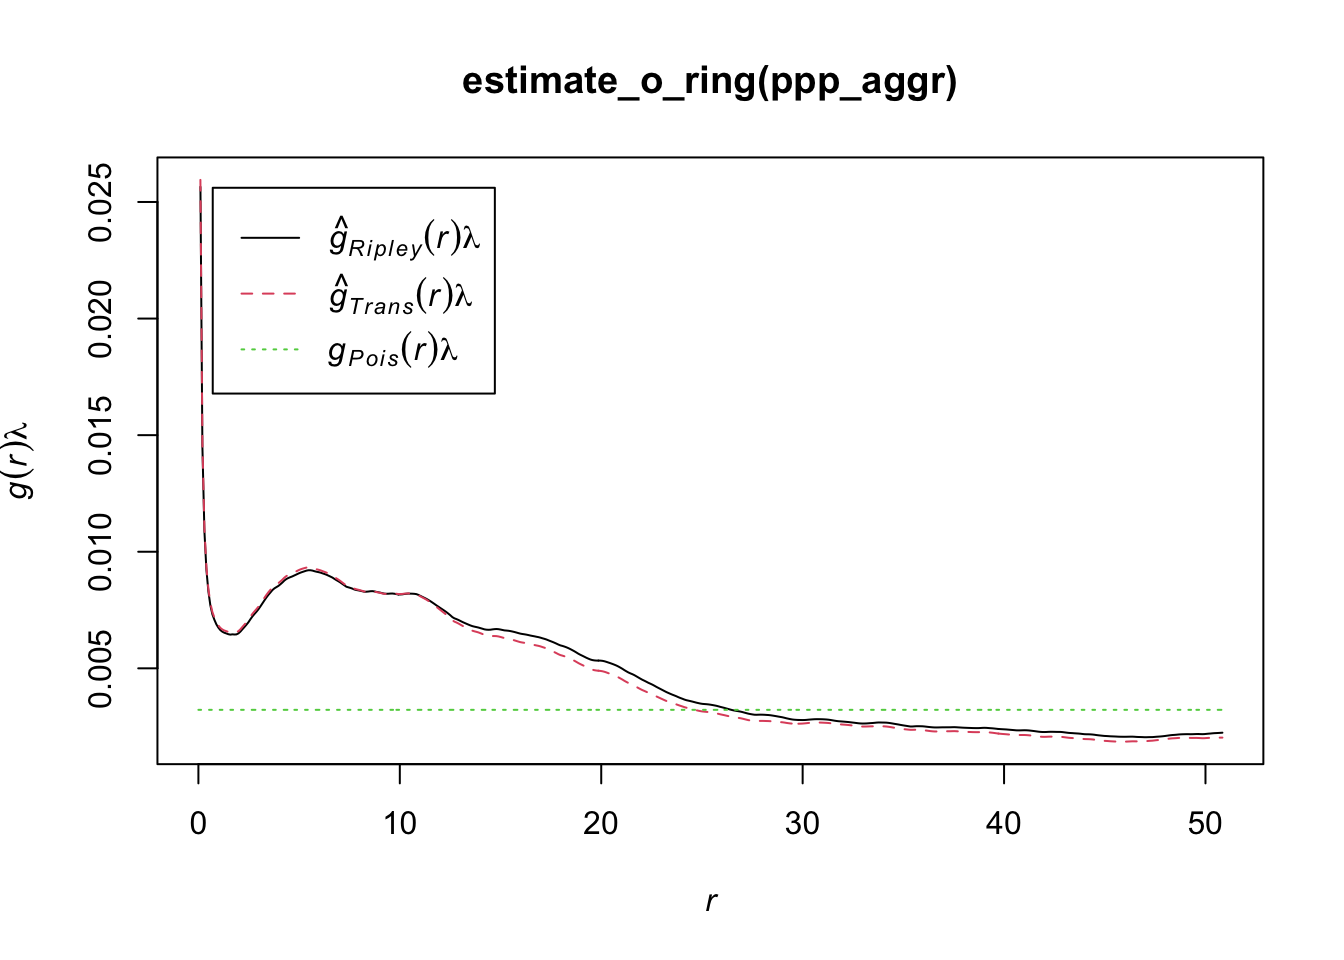 estimate_o_ring(ppp_aggr)
g(r)λ
0.025
0.020
0.015
0.010
0.005
ĝRipley(r)λ
ĝTrans(r)λ
gPois(r)λ
0 10 20 30 40 50
r